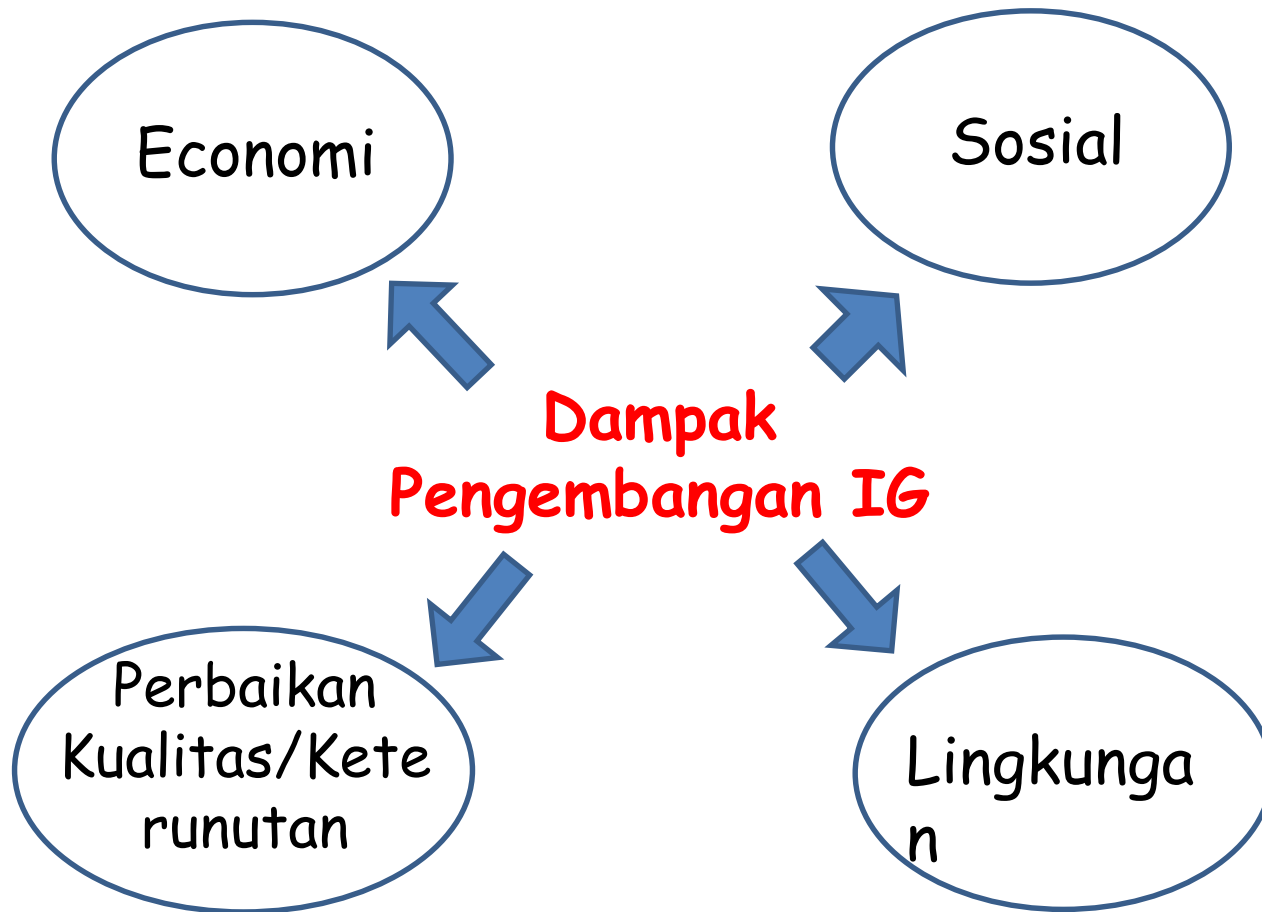 Economi
Sosial
Dampak
Pengembangan IG
Perbaikan
Kualitas/Kete
runutan
Lingkunga
n